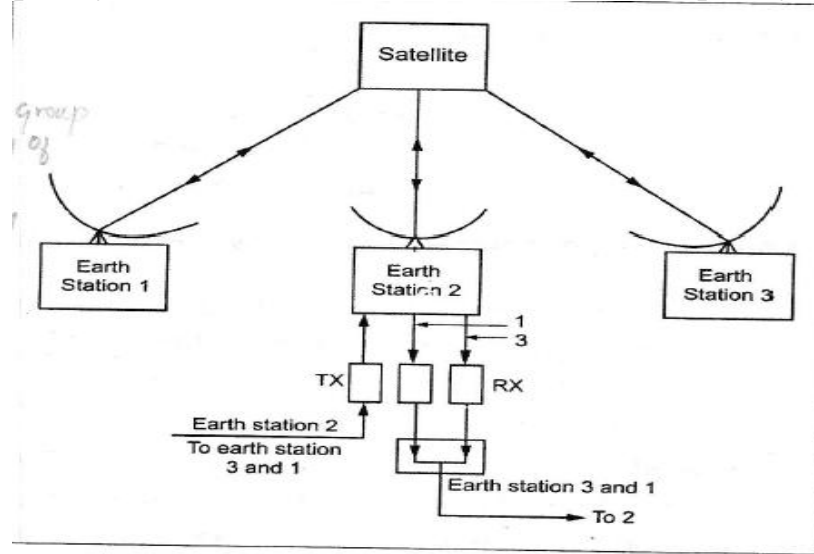 Satellite
Group
of
Earth
Station 1
Earth
Station 2
Earth
Station 3
1
3
TX
RX
Earth station 2
To earth station
3 and 1
Earth station 3 and 1
To 2